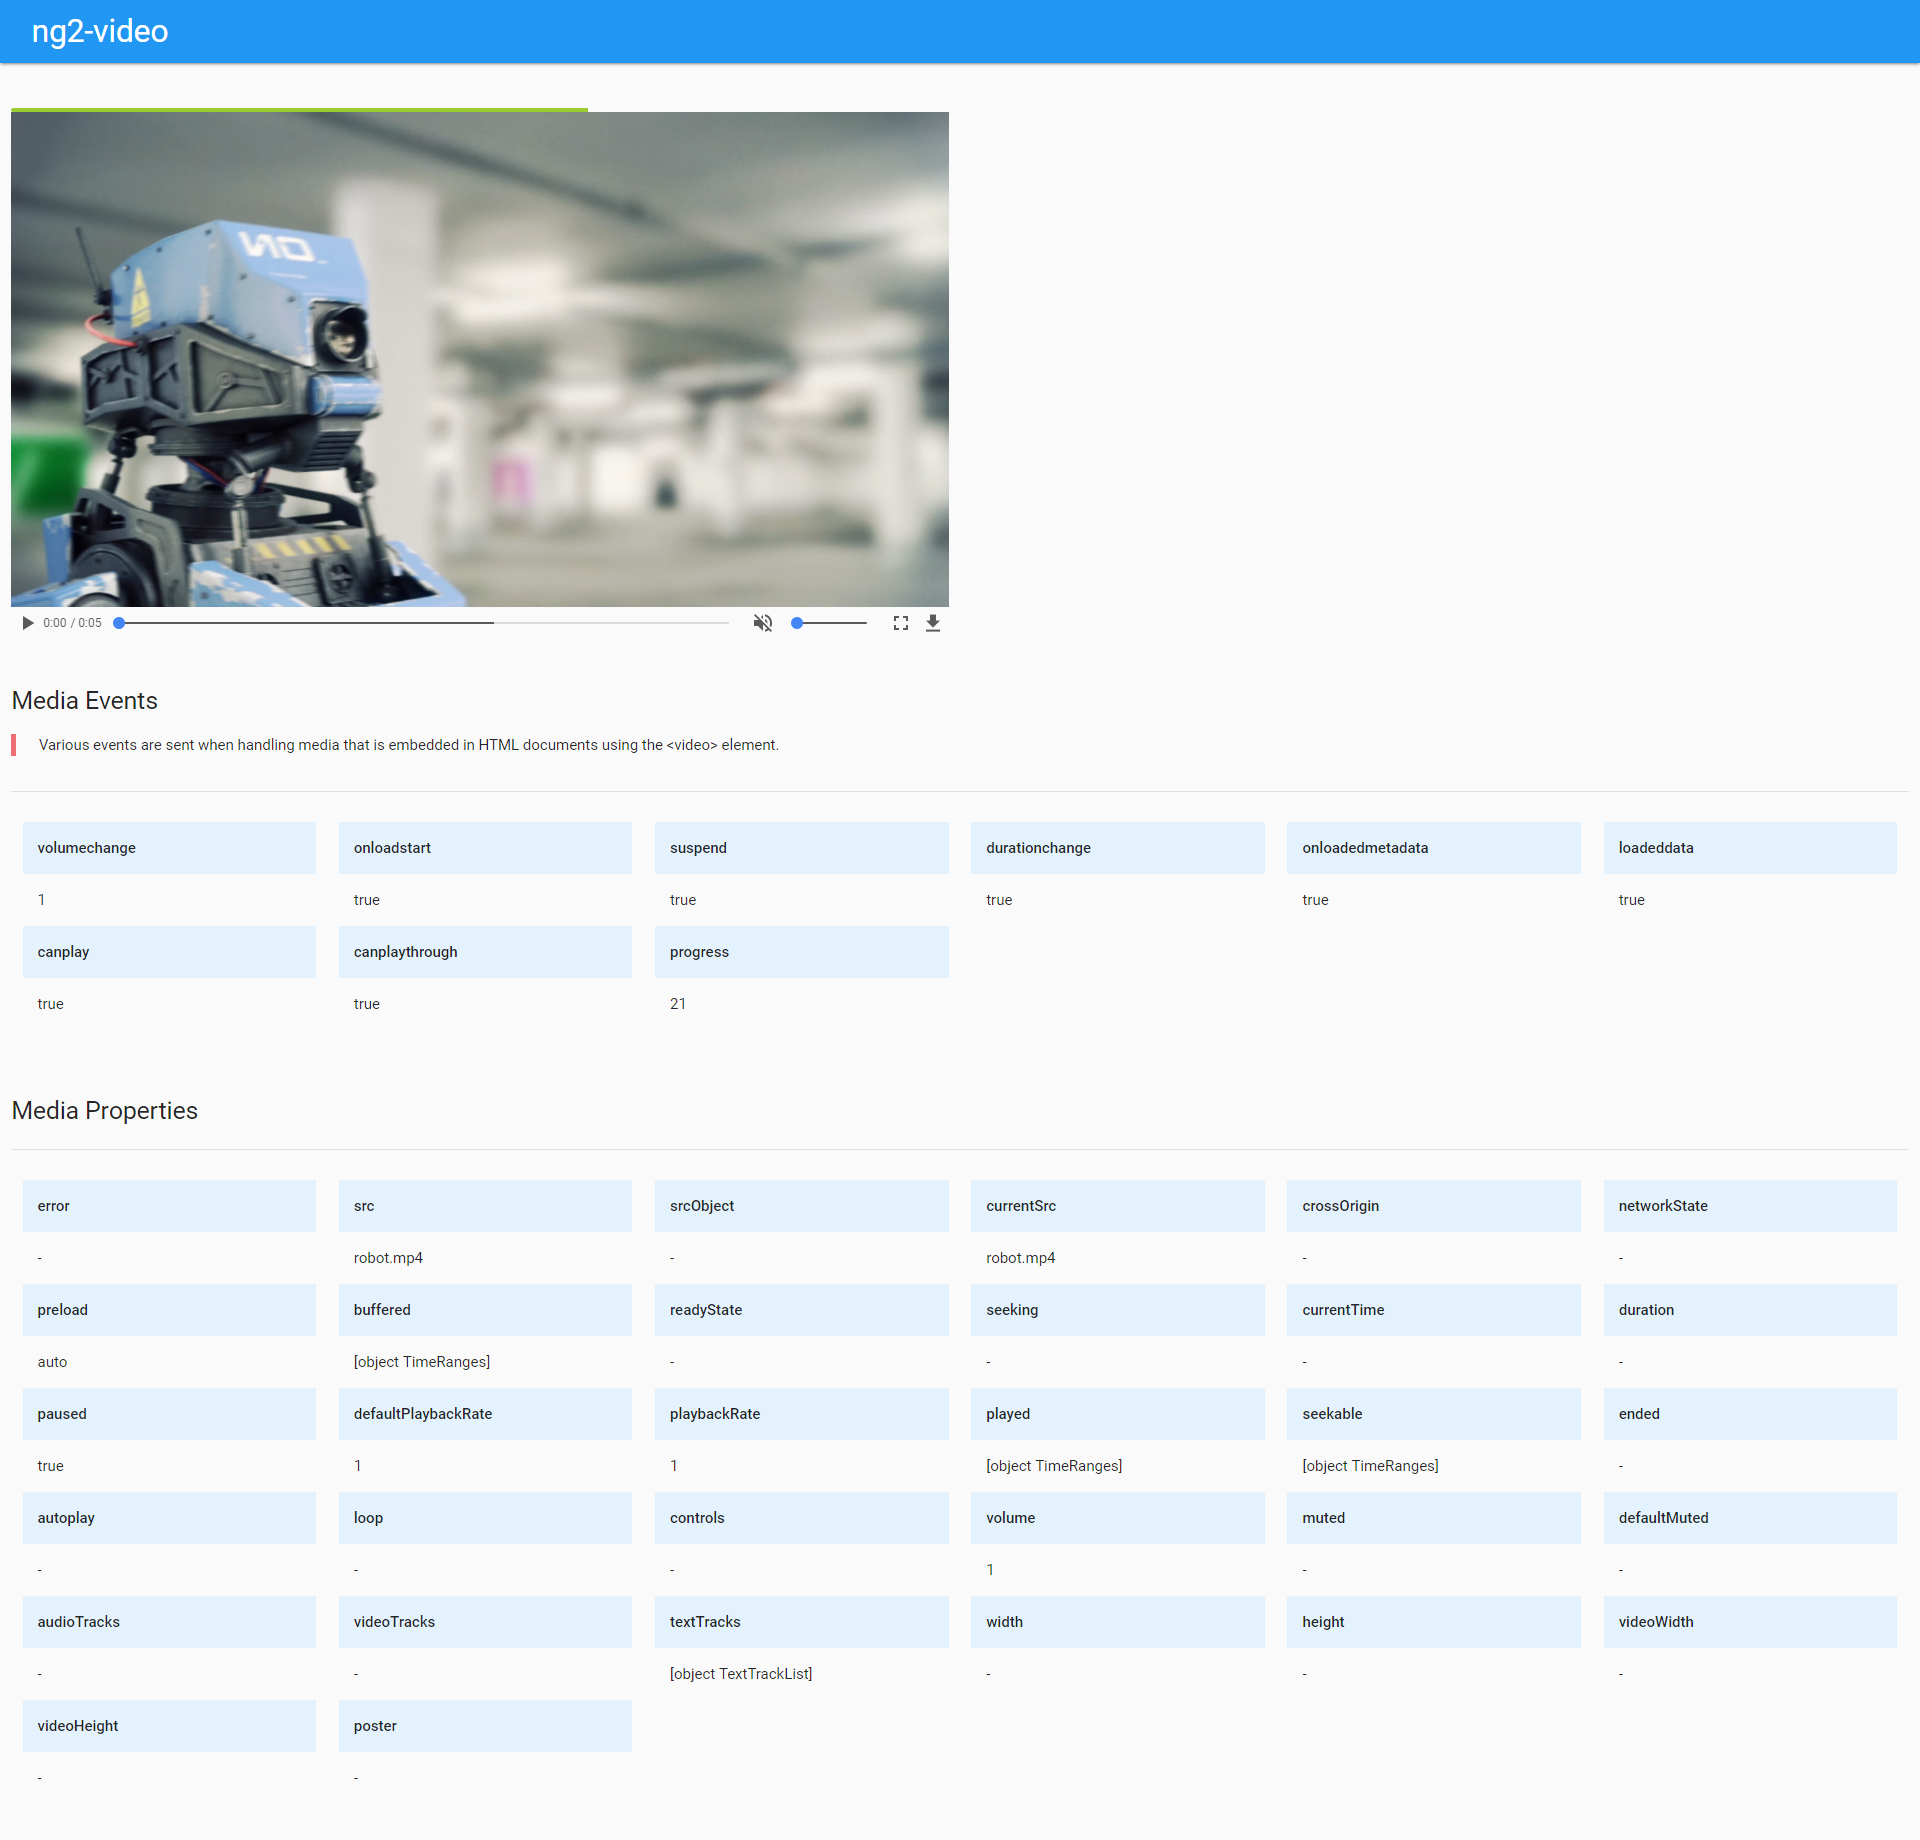 ng2-video
NO_
0:00 / 0:05
Media Events
Various events are sent when handling media that is embedded in HTML documents using the <video> element.
volumechange onloadstart suspend durationchange onloadedmetadata loadeddata
1 true true true true true
canplay canplaythrough progress
true true 21
Media Properties
error src srcObject currentSrc crossOrigin networkState
- robot.mp4 - robot.mp4 - -
preload buffered readyState seeking currentTime duration
auto [object TimeRanges] - - - -
paused defaultPlaybackRate playbackRate played seekable ended
true 1 1 [object TimeRanges] [object TimeRanges] -
autoplay loop controls volume muted defaultMuted
- - - 1 - -
audioTracks videoTracks textTracks width height videoWidth
- - [object TextTrackList] - - -
videoHeight poster
- -